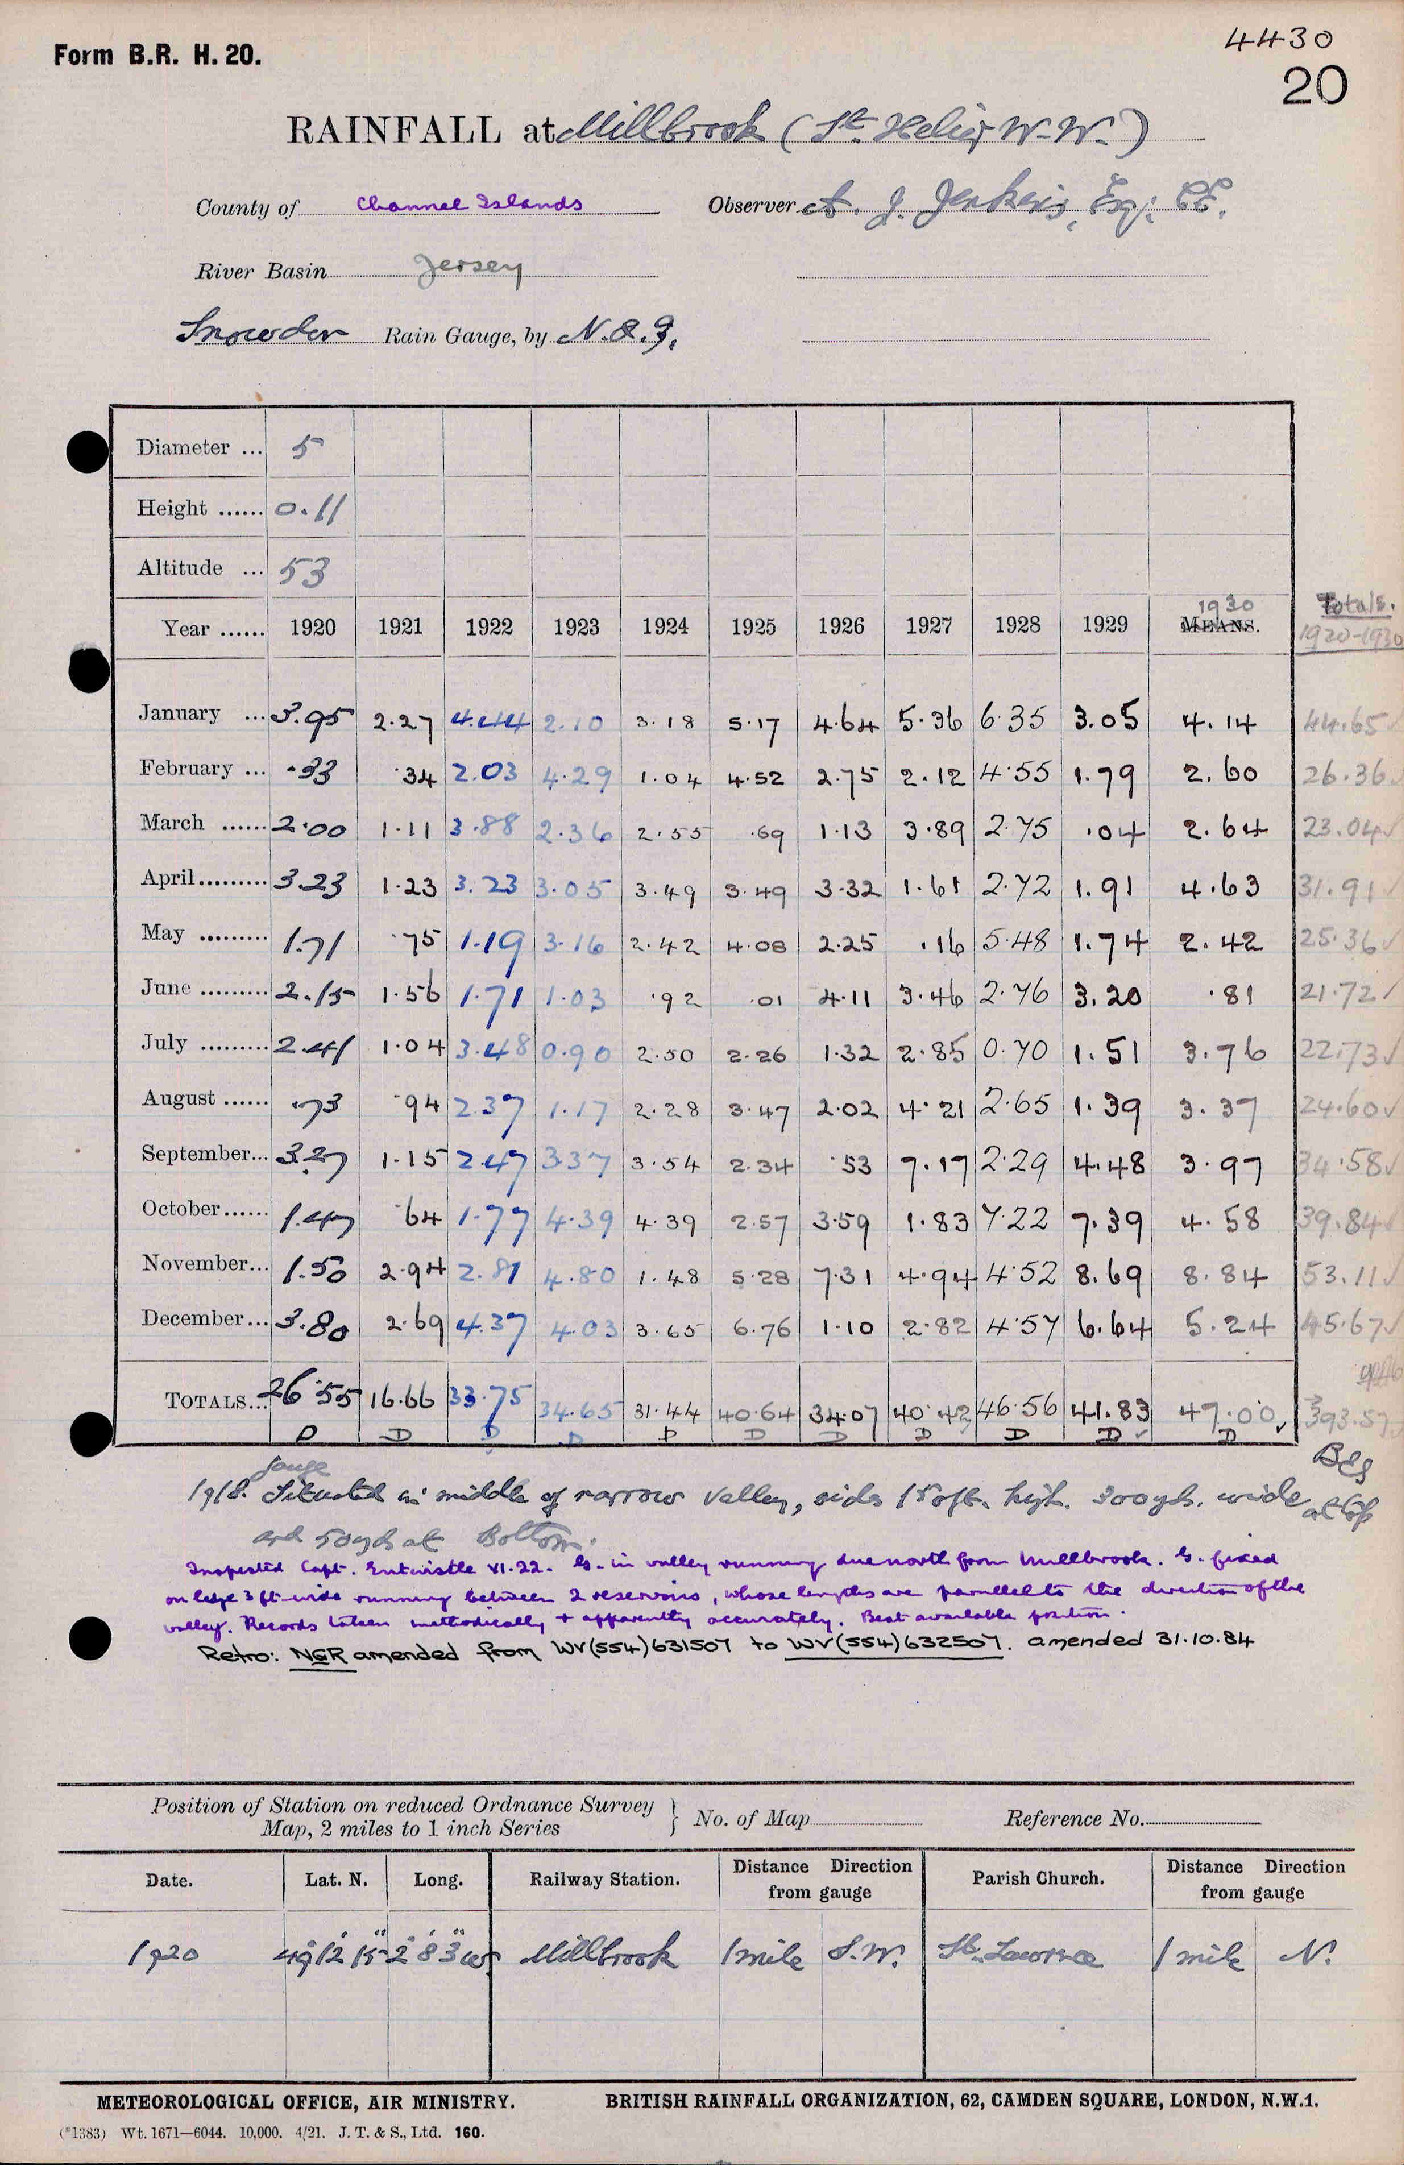 4430
Form B.R. H. 20.
20
RAINFALL at Millbrook (St. Helier W.W.)
County of Channel Islands Observer A. J. Jenkins, Esq; C.E.
River Basin Jersey
Snowdon Rain Gauge, by N. & Z.
Diameter ... 5
Height ...... 0.11
Altitude ... 53
Year ...... 1920 1921 1922 1923 1924 1925 1926 1927 1928 1929 1930 MEANS. Totals. 1920-1930
January ... 3.95 2.27 4.44 2.10 3.18 5.17 4.64 5.36 6.35 3.05 4.14 44.65 ✓
February ... .33 .34 2.03 4.29 1.04 4.52 2.75 2.12 4.55 1.79 2.60 26.36 ✓
March ...... 2.00 1.11 3.88 2.36 2.55 .69 1.13 3.89 2.75 .04 2.64 23.04 ✓
April ......... 3.23 1.23 3.23 3.05 3.49 3.49 3.32 1.61 2.72 1.91 4.63 31.91 ✓
May ......... 1.71 .75 1.19 3.16 2.42 4.08 2.25 .16 5.48 1.74 2.42 25.36 ✓
June ......... 2.15 1.56 1.71 1.03 .92 .01 4.11 3.46 2.76 3.20 .81 21.72 ✓
July ......... 2.41 1.04 3.48 0.90 2.50 2.26 1.32 2.85 0.70 1.51 3.76 22.73 ✓
August ...... .73 .94 2.37 1.17 2.28 3.47 2.02 4.21 2.65 1.39 3.37 24.60 ✓
September... 3.27 1.15 2.47 3.37 3.54 2.34 .53 7.17 2.29 4.48 3.97 34.58 ✓
October...... 1.47 .64 1.77 4.39 4.39 2.57 3.59 1.83 7.22 7.39 4.58 39.84 ✓
November... 1.50 2.94 2.81 4.80 1.48 5.28 7.31 4.94 4.52 8.69 8.84 53.11 ✓
December... 3.80 2.69 4.37 4.03 3.65 6.76 1.10 2.82 4.57 6.64 5.24 45.67 ✓
TOTALS... 26.55 16.66 33.75 34.65 31.44 40.64 34.07 40.42 46.56 41.83 47.00 ✓ 393.57
D D D D D D D D D D ✓ D
1918. Gauge Situated in middle of narrow Valley, sides 150ft. high. 300yds. wide at top
and 50yds at Bottom.
Inspected Capt. Entwistle VI.22. G. in valley running due north from Millbrook. G. fixed
on ledge 3 ft wide running between 2 reservoirs, whose lengths are parallel to the direction of the
valley. Records taken methodically + apparently accurately. Best available position.
Retro: NGR amended from WV(554)631507 to WV(554)632507. amended 31.10.84
Position of Station on reduced Ordnance Survey Map, 2 miles to 1 inch Series } No. of Map Reference No.
Date. Lat. N. Long. Railway Station. Distance Direction from gauge Parish Church. Distance Direction from gauge
1920 49° 12' 15" 2° 8' 3" W Millbrook 1 mile S.W. St. Lawrence 1 mile N.
METEOROLOGICAL OFFICE, AIR MINISTRY. BRITISH RAINFALL ORGANIZATION, 62, CAMDEN SQUARE, LONDON, N.W.1.
(*1383) Wt. 1671—6044. 10,000. 4/21. J. T. & S., Ltd. 160.